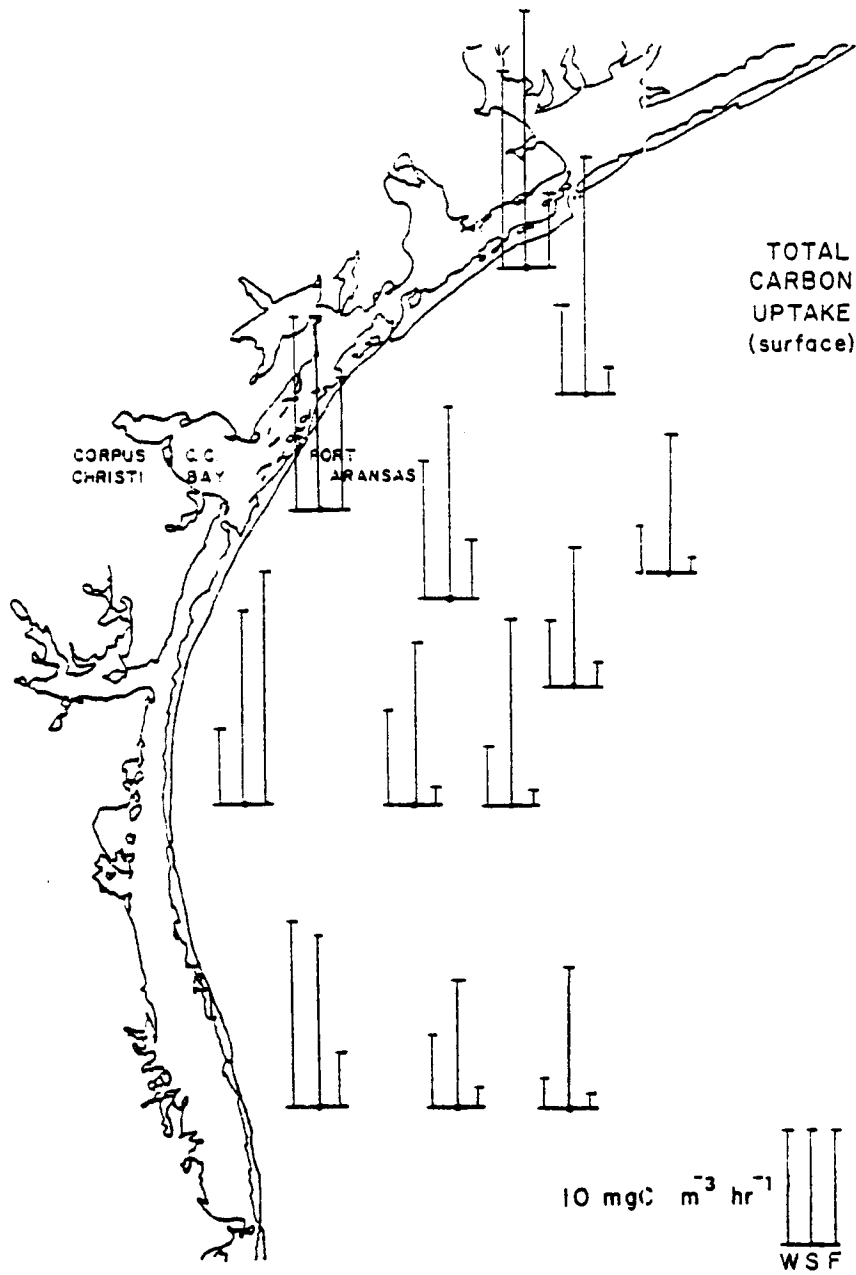 TOTAL
CARBON
UPTAKE
(surface)
CORPUS
CHRISTI
C.C.
BAY
PORT
ARANSAS
10 mgC m⁻³ hr⁻¹
W S F